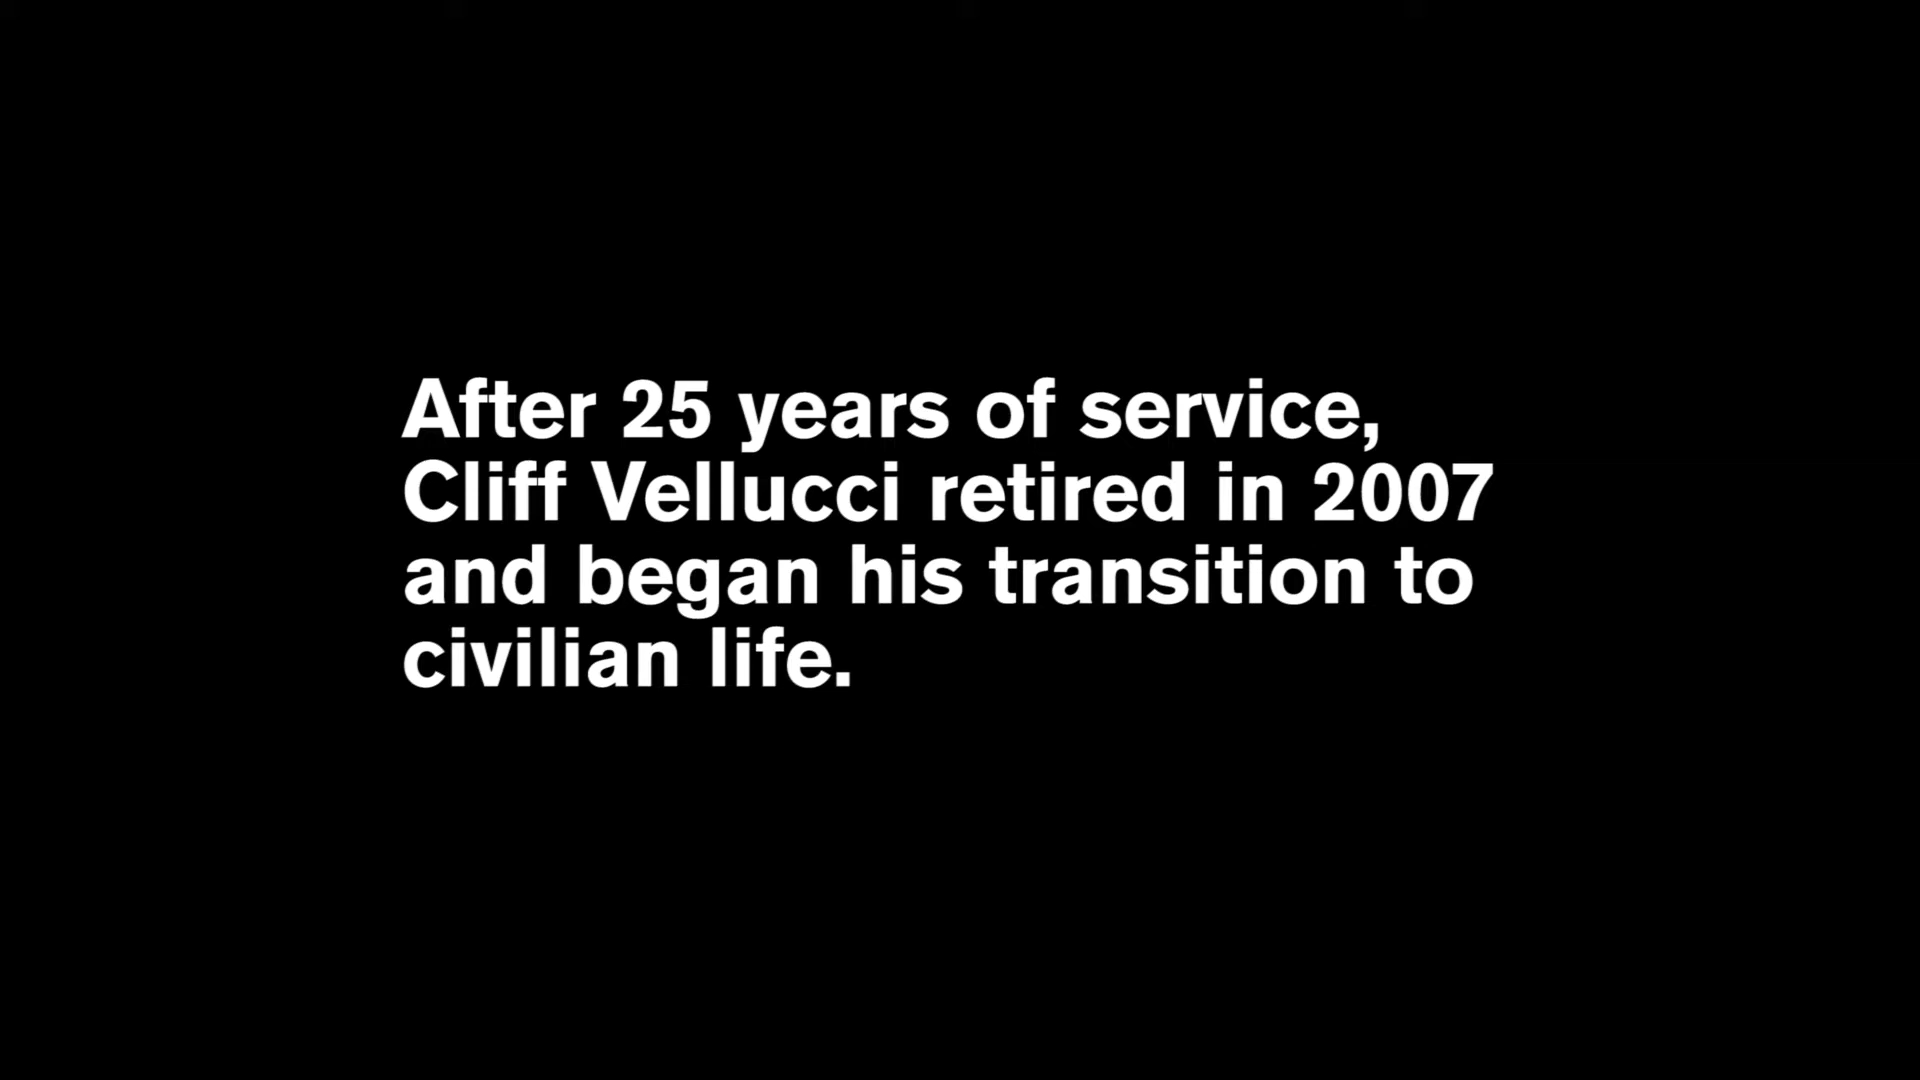 After 25 years of service,
Cliff Vellucci retired in 2007
and began his transition to
civilian life.